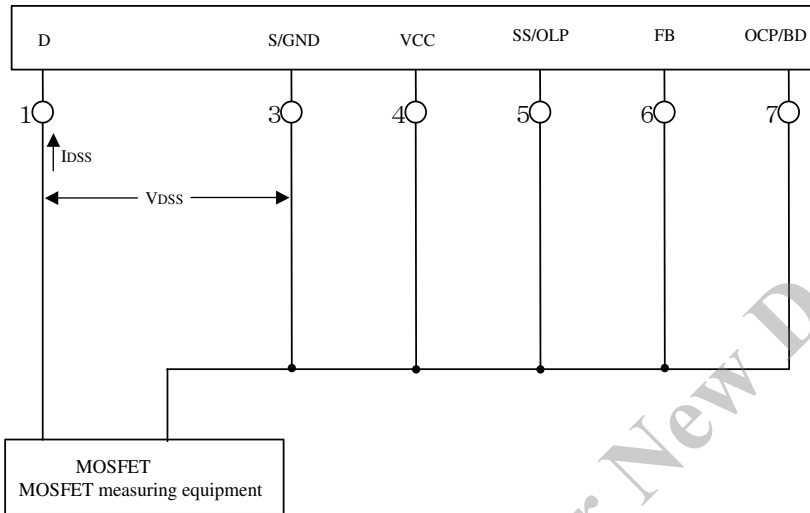 D S/GND VCC SS/OLP FB OCP/BD
1 3 4 5 6 7
IDSS
VDSS
MOSFET
MOSFET measuring equipment
r New D